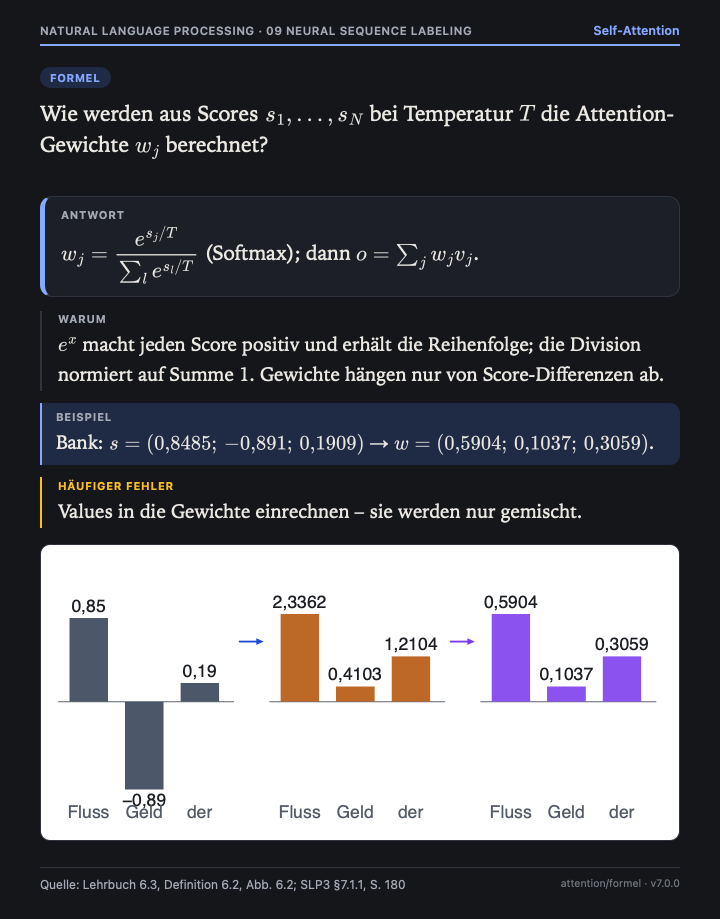 NATURAL LANGUAGE PROCESSING · 09 NEURAL SEQUENCE LABELING
Self-Attention
FORMEL
Wie werden aus Scores s₁, . . . , s_N bei Temperatur T die Attention-
Gewichte w_j berechnet?
ANTWORT
w_j = e^{s_j/T} / ∑_l e^{s_l/T} (Softmax); dann o = ∑_j w_j v_j.
WARUM
e^x macht jeden Score positiv und erhält die Reihenfolge; die Division
normiert auf Summe 1. Gewichte hängen nur von Score-Differenzen ab.
BEISPIEL
Bank: s = (0,8485; −0,891; 0,1909) → w = (0,5904; 0,1037; 0,3059).
HÄUFIGER FEHLER
Values in die Gewichte einrechnen – sie werden nur gemischt.
0,85
−0,89
0,19
Fluss Geld der
2,3362
0,4103
1,2104
Fluss Geld der
0,5904
0,1037
0,3059
Fluss Geld der
Quelle: Lehrbuch 6.3, Definition 6.2, Abb. 6.2; SLP3 §7.1.1, S. 180
attention/formel · v7.0.0